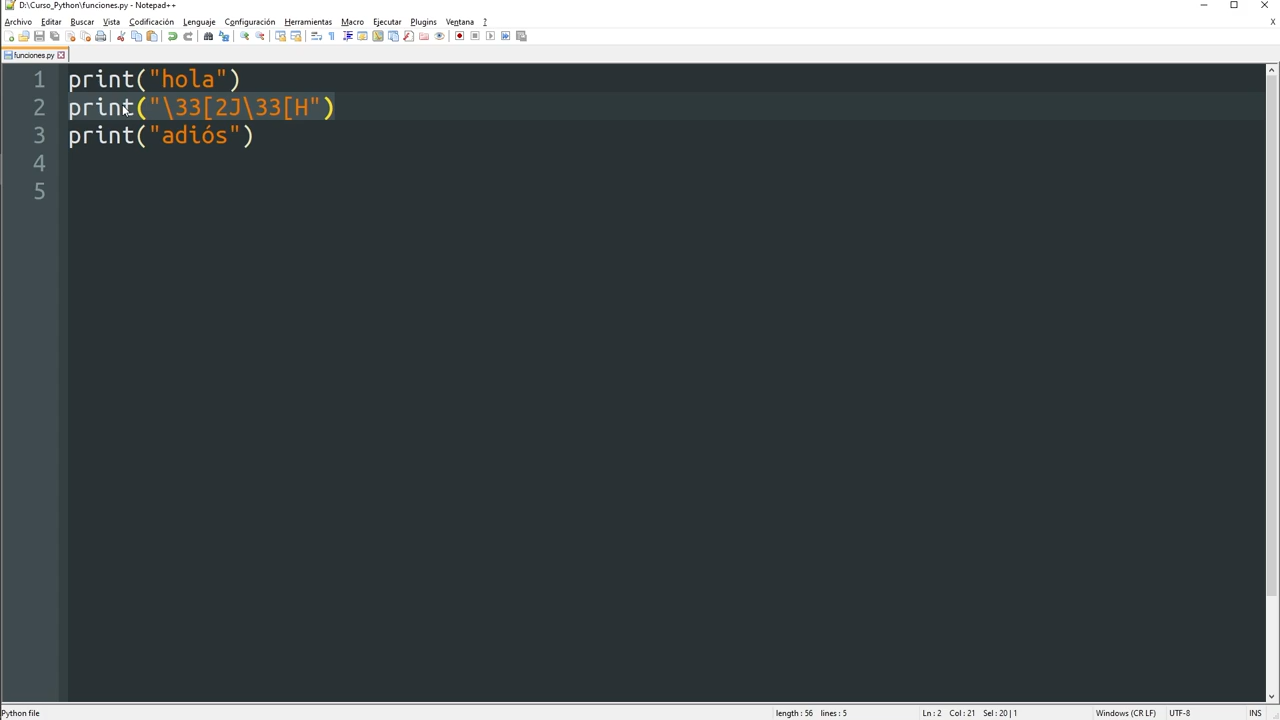 D:\Curso_Python\funciones.py - Notepad++
Archivo Editar Buscar Vista Codificación Lenguaje Configuración Herramientas Macro Ejecutar Plugins Ventana ? X
funciones.py
1 print("hola")
2 print("\33[2J\33[H")
3 print("adiós")
4
5
Python file length : 56 lines : 5 Ln : 2 Col : 21 Sel : 20 | 1 Windows (CR LF) UTF-8 INS